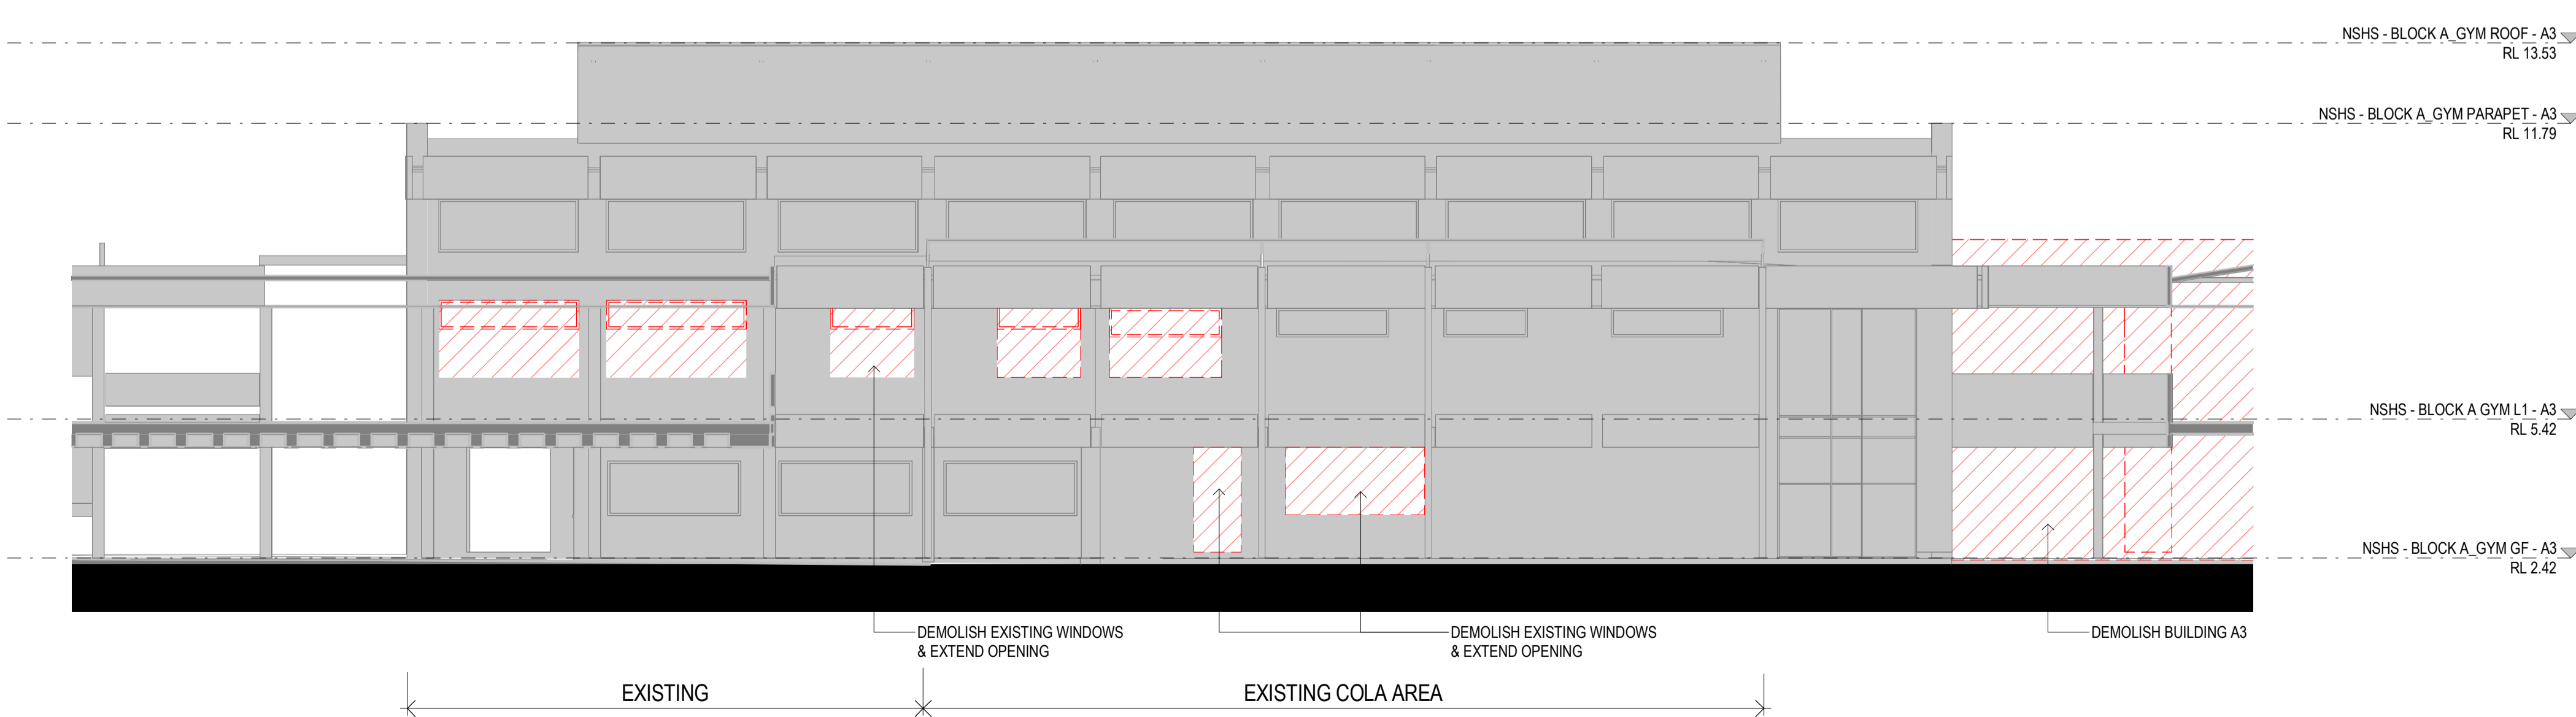 NSHS - BLOCK A_GYM ROOF - A3
RL 13.53
NSHS - BLOCK A_GYM PARAPET - A3
RL 11.79
NSHS - BLOCK A GYM L1 - A3
RL 5.42
NSHS - BLOCK A_GYM GF - A3
RL 2.42
DEMOLISH EXISTING WINDOWS
& EXTEND OPENING
DEMOLISH EXISTING WINDOWS
& EXTEND OPENING
DEMOLISH BUILDING A3
EXISTING
EXISTING COLA AREA